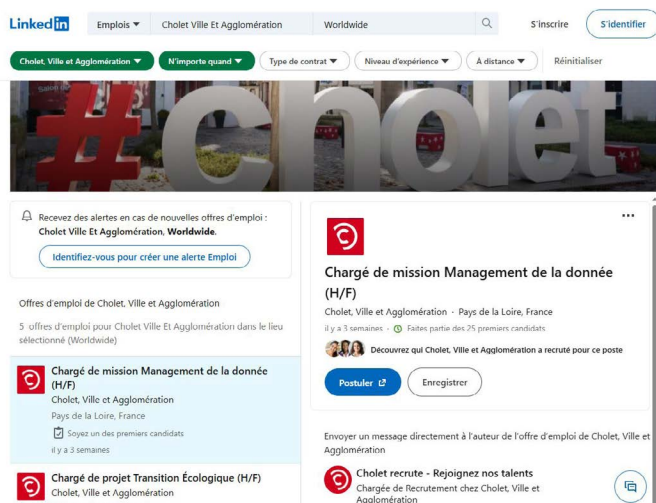 Linkedin
Emplois
Cholet Ville Et Agglomération
Worldwide
S'inscrire
S'identifier
Cholet, Ville et Agglomération
N'importe quand
Type de contrat
Niveau d'expérience
À distance
Réinitialiser
#cholet
Recevez des alertes en cas de nouvelles offres d'emploi :
Cholet Ville Et Agglomération, Worldwide.
Identifiez-vous pour créer une alerte Emploi
Offres d'emploi de Cholet, Ville et Agglomération
5 offres d'emploi pour Cholet Ville Et Agglomération dans le lieu
sélectionné (Worldwide)
Chargé de mission Management de la donnée
(H/F)
Cholet, Ville et Agglomération
Pays de la Loire, France
Soyez un des premiers candidats
il y a 3 semaines
Chargé de projet Transition Écologique (H/F)
Cholet, Ville et Agglomération
Chargé de mission Management de la donnée
(H/F)
Cholet, Ville et Agglomération · Pays de la Loire, France
il y a 3 semaines · Faites partie des 25 premiers candidats
Découvrez qui Cholet, Ville et Agglomération a recruté pour ce poste
Postuler
Enregistrer
Envoyer un message directement à l'auteur de l'offre d'emploi de Cholet, Ville et
Agglomération
Cholet recrute - Rejoignez nos talents
Chargée de Recrutement chez Cholet, Ville et
Agglomération